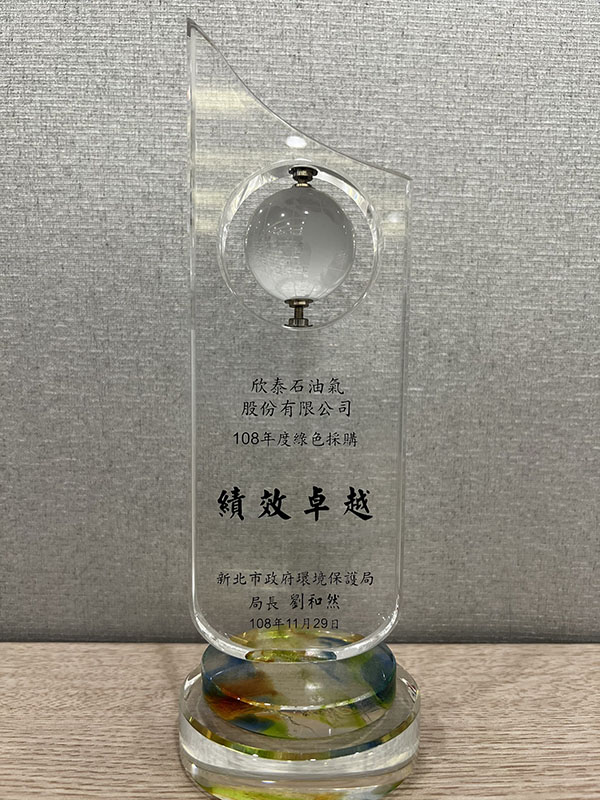 欣泰石油氣
股份有限公司
108年度綠色採購
績效卓越
新北市政府環境保護局
局長 劉和然
108年11月29日